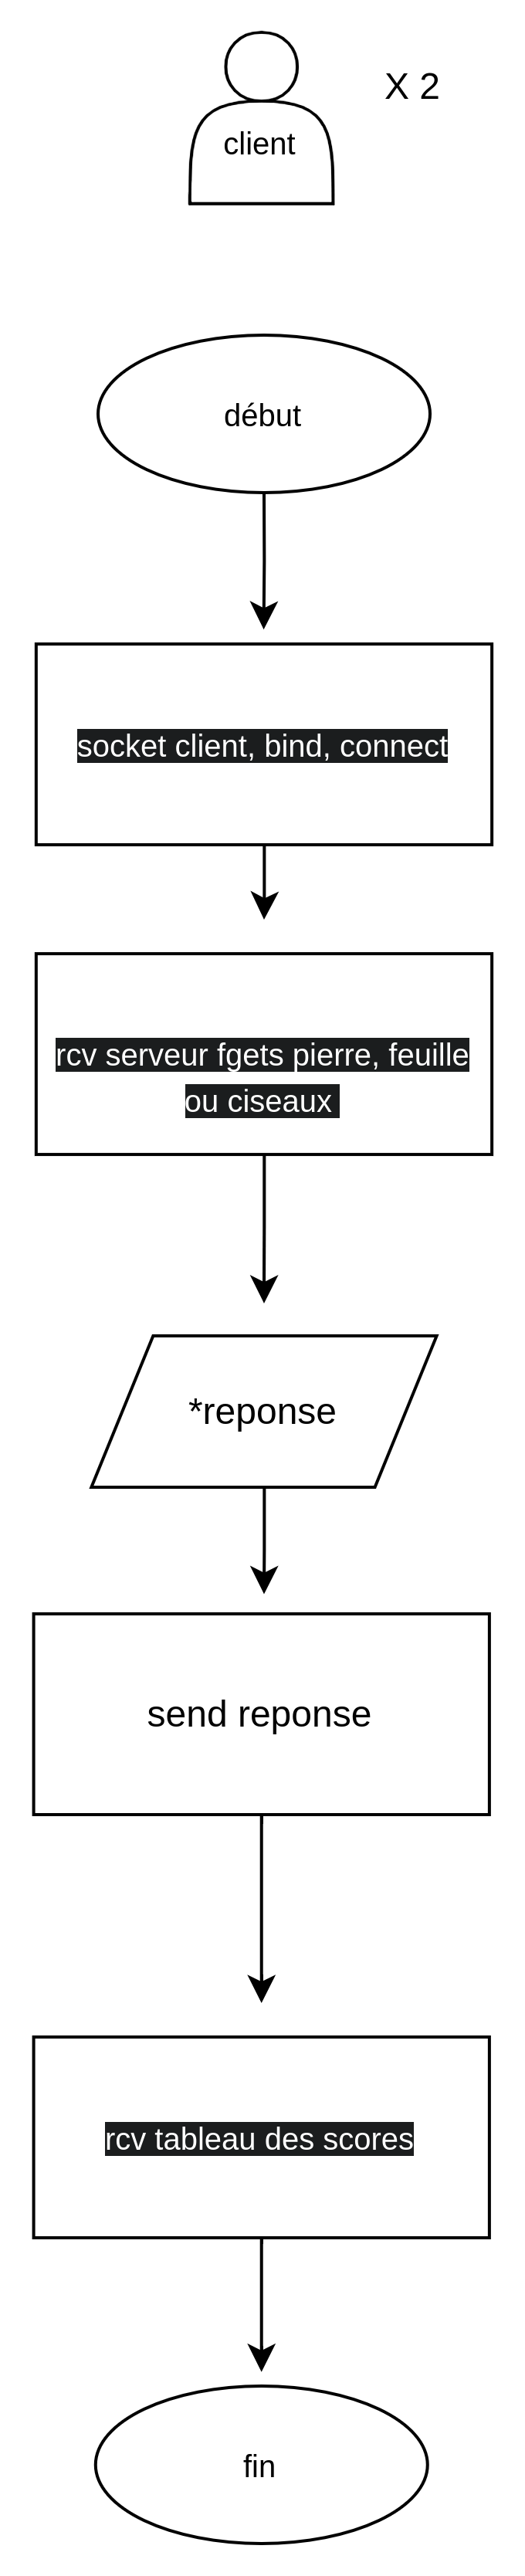 X 2
client
début
socket client, bind, connect
rcv serveur fgets pierre, feuille
ou ciseaux
*reponse
send reponse
rcv tableau des scores
fin